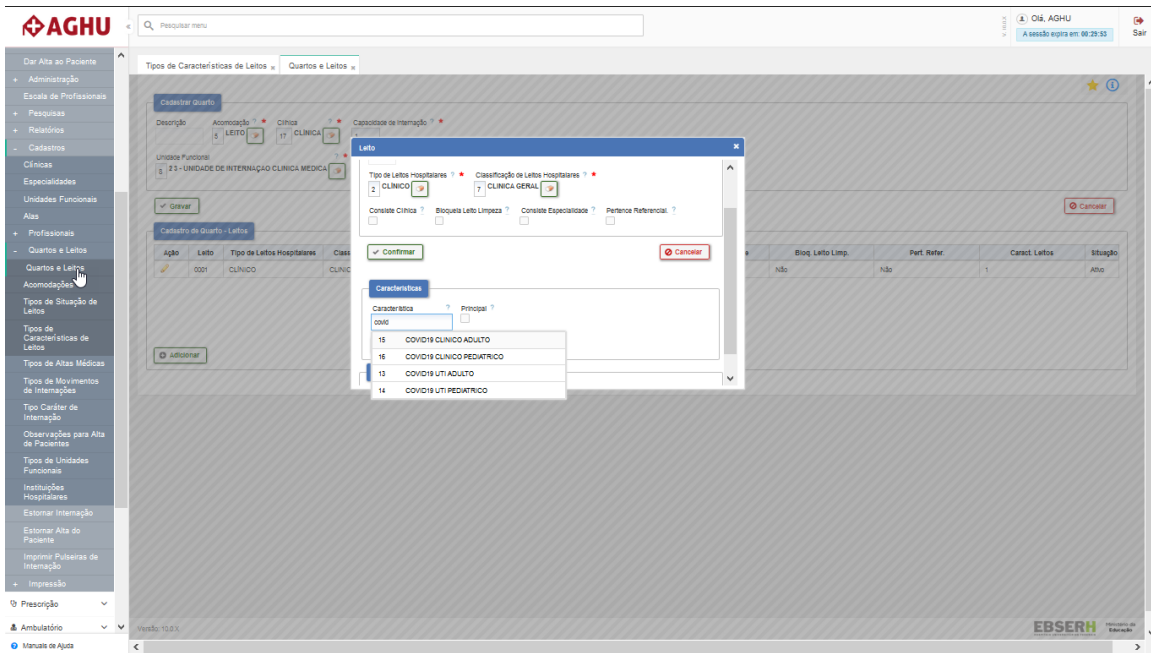 AGHU
«
Pesquisar menu
Olá, AGHU
A sessão expira em: 00:29:53
Sair
Dar Alta ao Paciente
+ Administração
Escala de Profissionais
+ Pesquisas
+ Relatórios
- Cadastros
Clínicas
Especialidades
Unidades Funcionais
Alas
+ Profissionais
- Quartos e Leitos
Quartos e Leitos
Acomodações
Tipos de Situação de
Leitos
Tipos de
Características de
Leitos
Tipos de Altas Médicas
Tipos de Movimentos
de Internações
Tipo Caráter de
Internação
Observações para Alta
de Pacientes
Tipos de Unidades
Funcionais
Instituições
Hospitalares
Estornar Internação
Estornar Alta do
Paciente
Imprimir Pulseiras de
Internação
+ Impressão
Prescrição
Ambulatório
Manuais de Ajuda
Tipos de Características de Leitos x Quartos e Leitos x
Cadastrar Quarto
Descrição Acomodação ? * Clínica ? * Capacidade de Internação ? *
5 LEITO 17 CLÍNICA
Unidade Funcional ? *
5 2 3 - UNIDADE DE INTERNAÇAO CLINICA MEDICA
Gravar
Cancelar
Cadastro de Quarto - Leitos
Ação Leito Tipo de Leitos Hospitalares Class Bloq. Leito Limp. Pert. Refer. Caract. Leitos Situação
0001 CLÍNICO CLINIC Não Não 1 Ativo
Adicionar
Leito
Tipo de Leitos Hospitalares ? * Classificação de Leitos Hospitalares ? *
2 CLÍNICO 7 CLINICA GERAL
Consiste Clínica ? Bloqueia Leito Limpeza ? Consiste Especialidade ? Pertence Referencial. ?
Confirmar
Cancelar
Características
Característica ? Principal ?
covid
15 COVID19 CLINICO ADULTO
16 COVID19 CLINICO PEDIATRICO
13 COVID19 UTI ADULTO
14 COVID19 UTI PEDIATRICO
Versão: 10.0.X
EBSERH